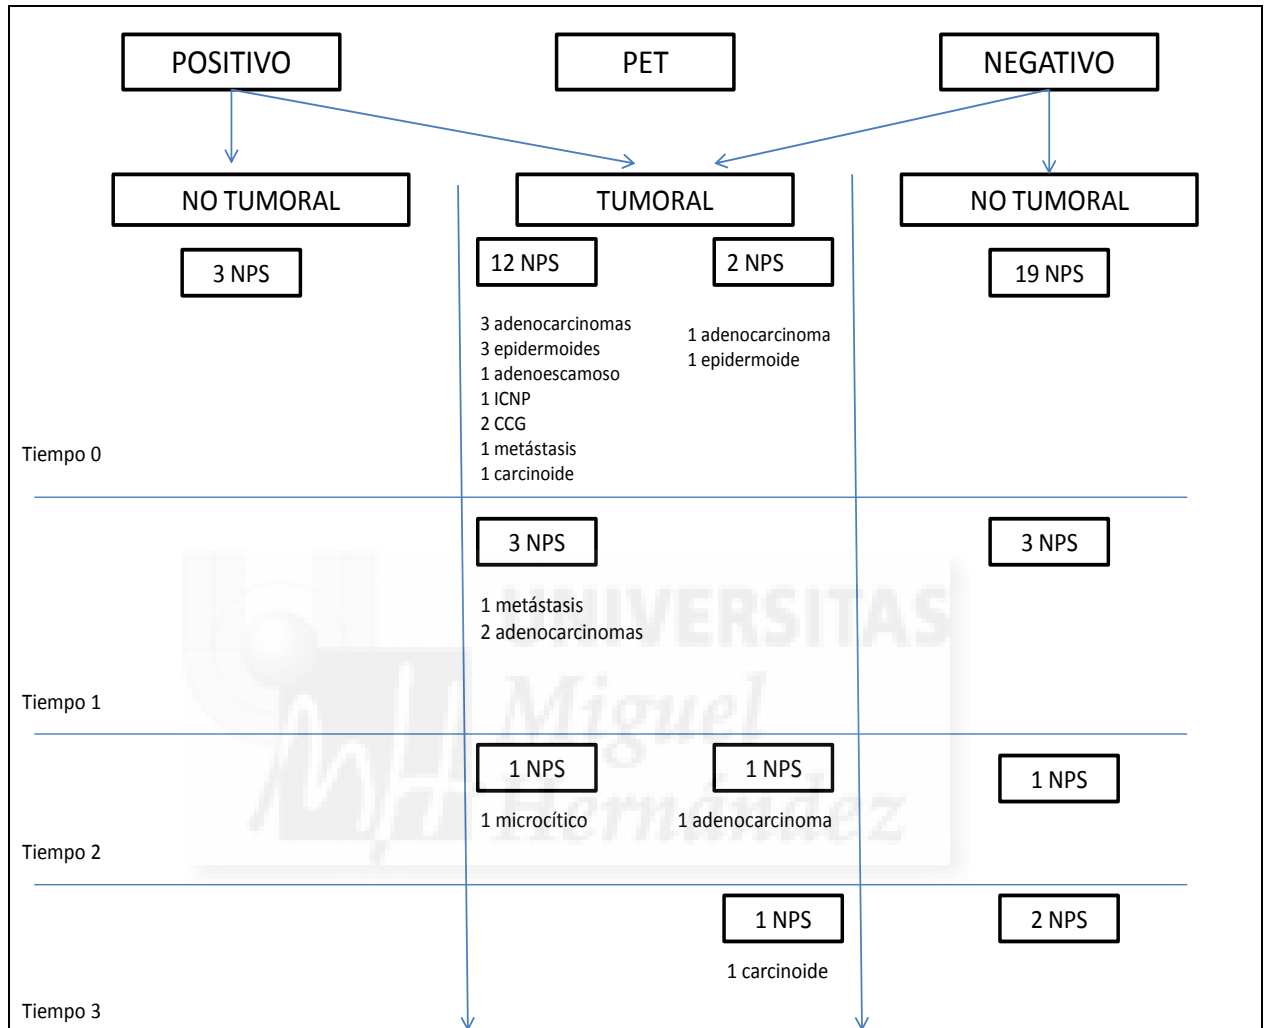 POSITIVO
PET
NEGATIVO
NO TUMORAL
TUMORAL
NO TUMORAL
3 NPS
12 NPS
2 NPS
19 NPS
3 adenocarcinomas
3 epidermoides
1 adenoescamoso
1 ICNP
2 CCG
1 metástasis
1 carcinoide
1 adenocarcinoma
1 epidermoide
Tiempo 0
3 NPS
3 NPS
1 metástasis
2 adenocarcinomas
UNIVERSITAS
Miguel
Hernández
Tiempo 1
1 NPS
1 NPS
1 NPS
1 microcítico
1 adenocarcinoma
Tiempo 2
1 NPS
2 NPS
1 carcinoide
Tiempo 3